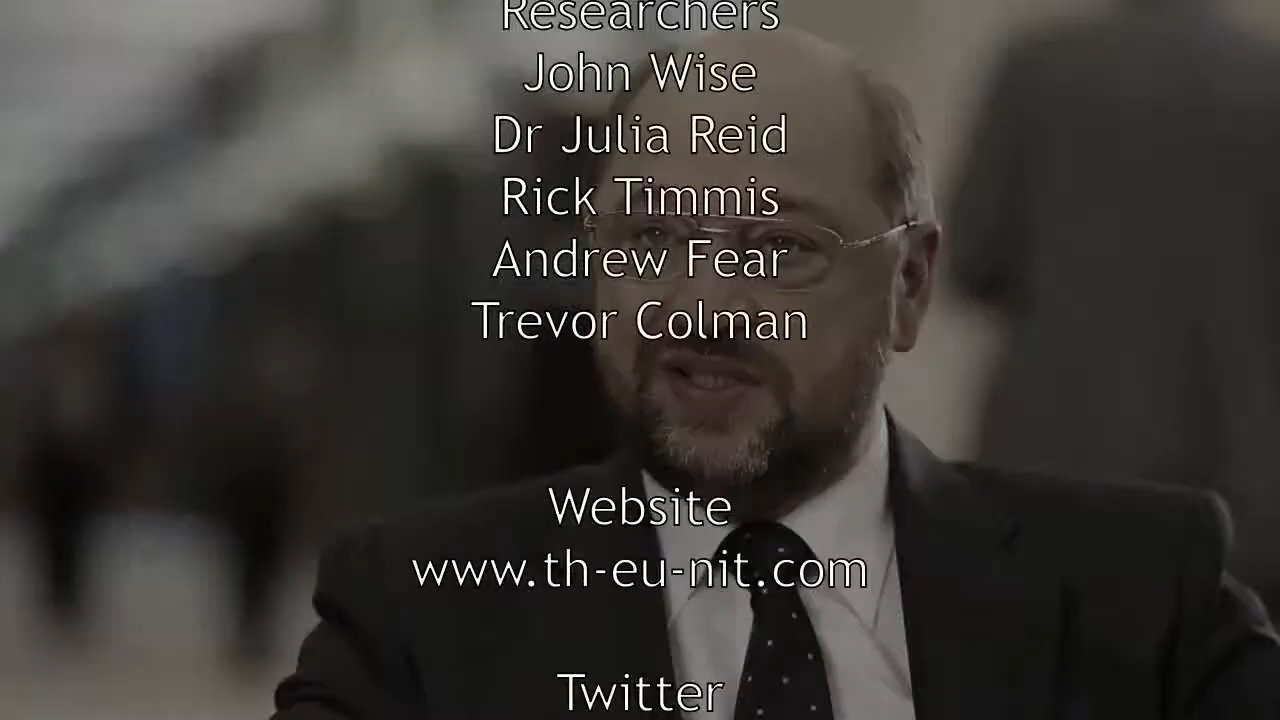 Researchers
John Wise
Dr Julia Reid
Rick Timmis
Andrew Fear
Trevor Colman
Website
www.th-eu-nit.com
Twitter